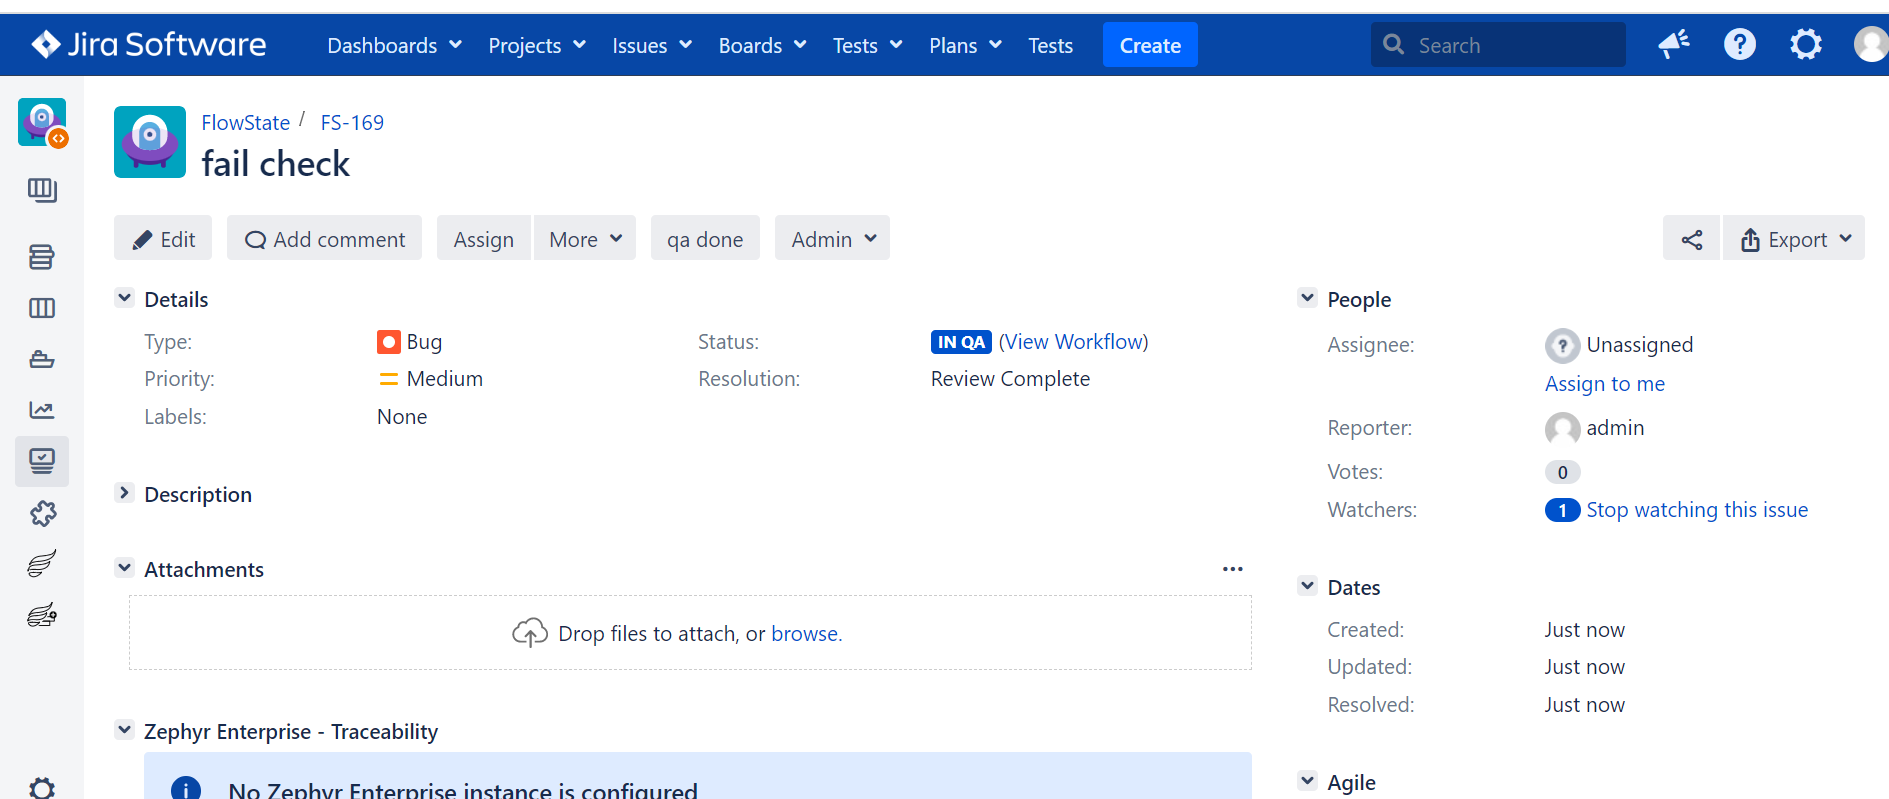 Jira Software Dashboards Projects Issues Boards Tests Plans Tests Create Search
FlowState / FS-169
fail check
Edit Add comment Assign More qa done Admin Export
Details
Type: Bug Status: IN QA (View Workflow)
Priority: Medium Resolution: Review Complete
Labels: None
Description
Attachments
Drop files to attach, or browse.
Zephyr Enterprise - Traceability
No Zephyr Enterprise instance is configured
People
Assignee: Unassigned
Assign to me
Reporter: admin
Votes: 0
Watchers: 1 Stop watching this issue
Dates
Created: Just now
Updated: Just now
Resolved: Just now
Agile